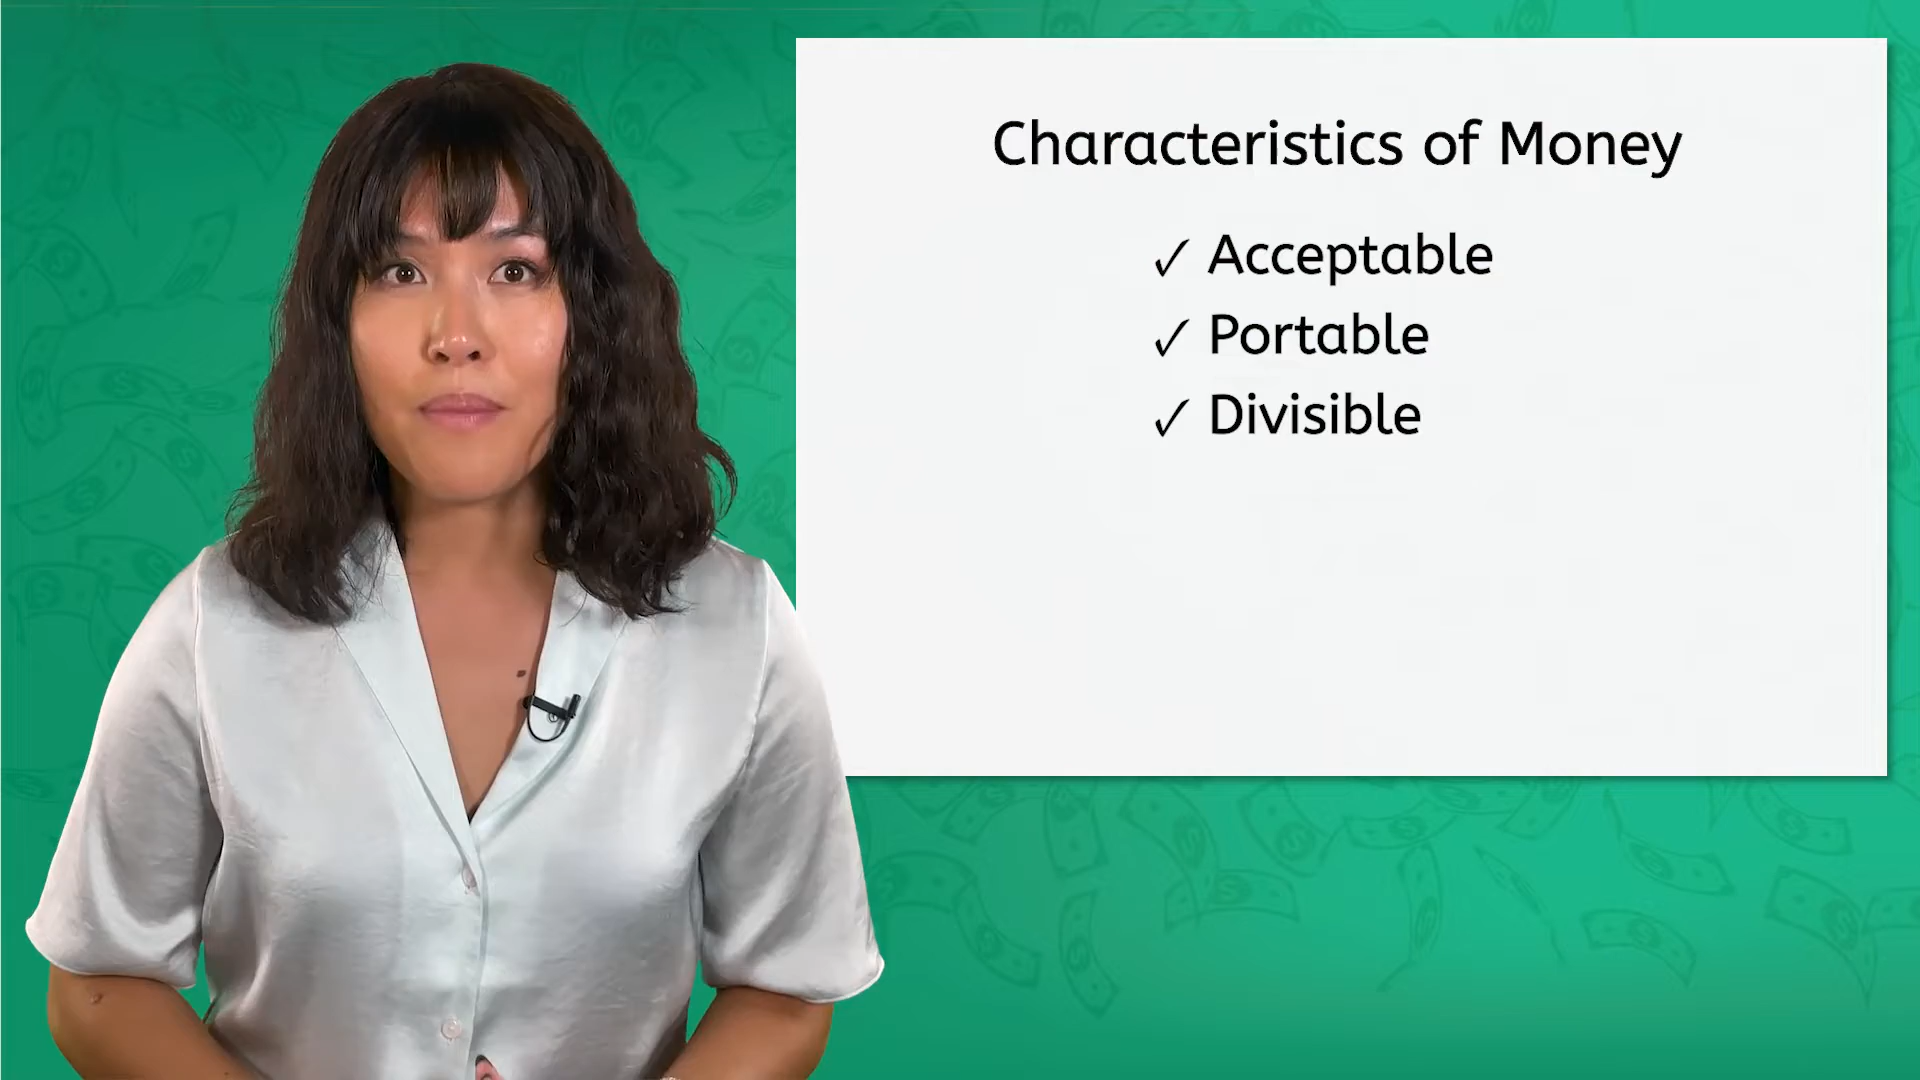 Characteristics of Money
✓ Acceptable
✓ Portable
✓ Divisible